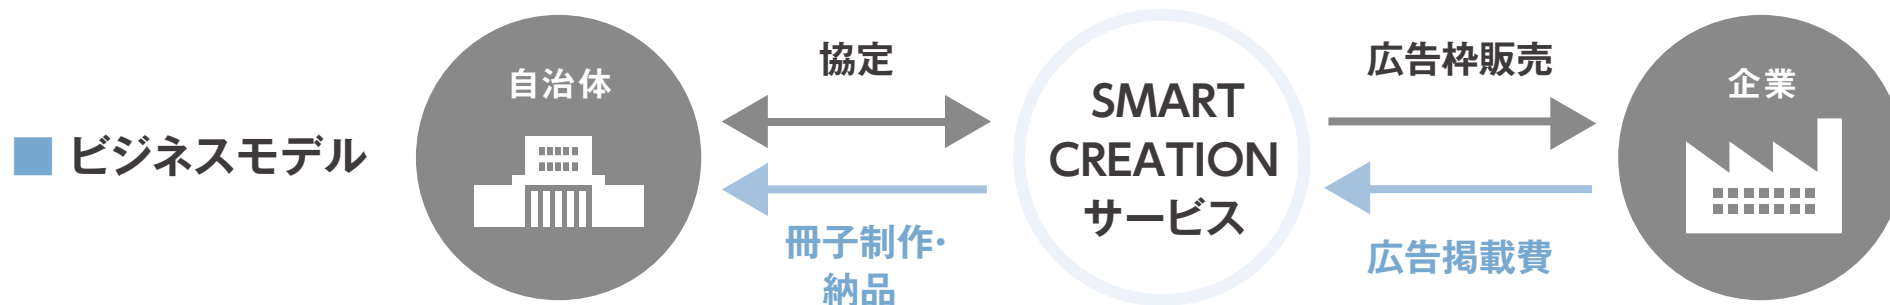 ビジネスモデル
自治体
協定
冊子制作・
納品
SMART
CREATION
サービス
広告枠販売
広告掲載費
企業